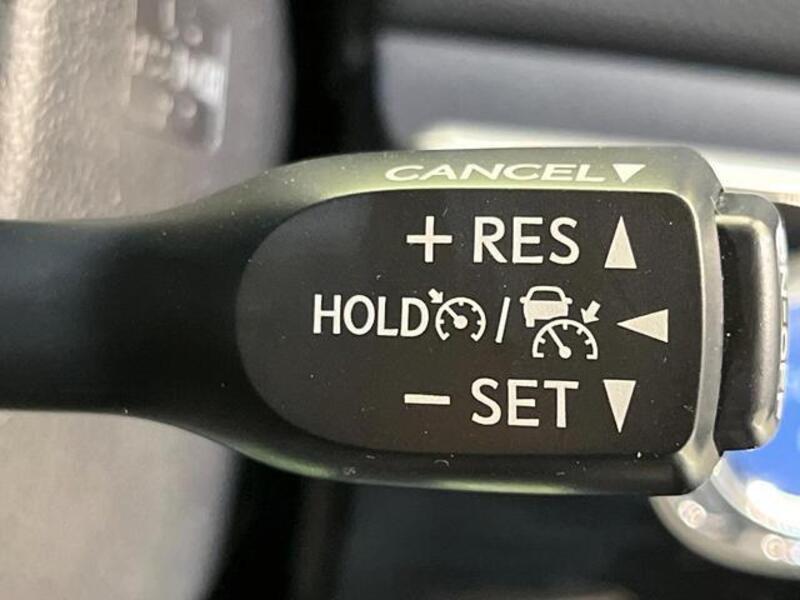 CANCEL▼
+ RES ▲
HOLD / ◀
− SET ▼